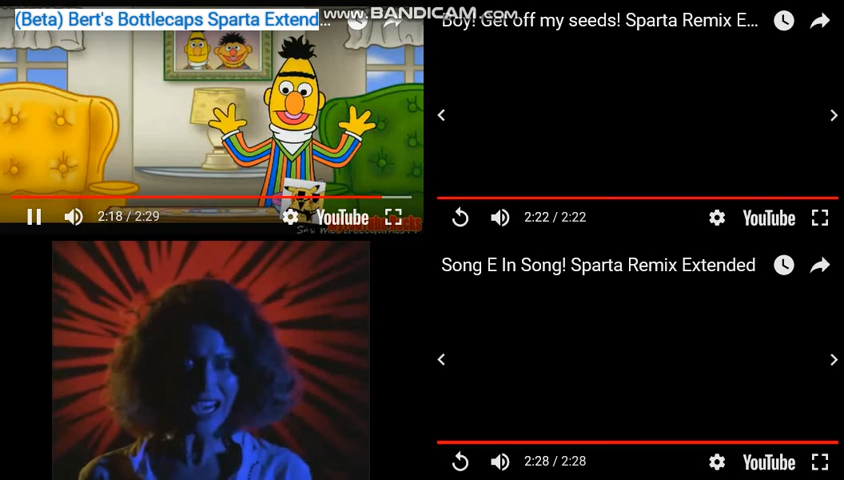 (Beta) Bert's Bottlecaps Sparta Extend...
www.BANDICAM.com
Boy! Get off my seeds! Sparta Remix E...
2:18 / 2:29
YouTube
2:22 / 2:22
YouTube
Song E In Song! Sparta Remix Extended
2:28 / 2:28
YouTube